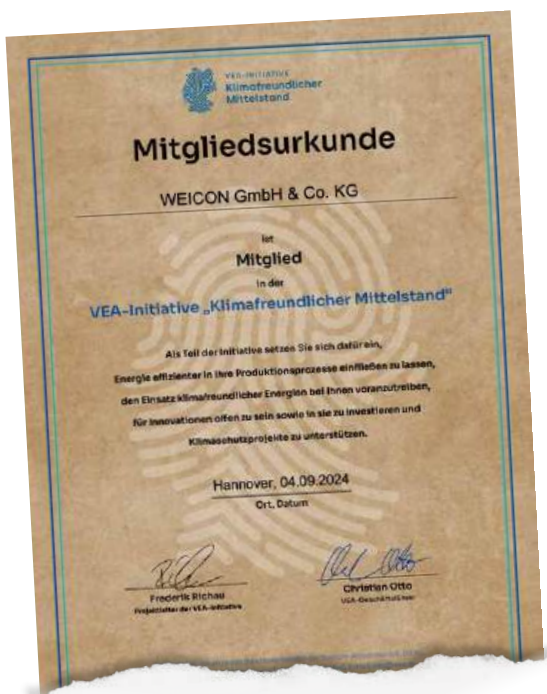 VEA-INITIATIVE
Klimafreundlicher
Mittelstand
Mitgliedsurkunde
WEICON GmbH & Co. KG
ist
Mitglied
in der
VEA-Initiative „Klimafreundlicher Mittelstand“
Als Teil der Initiative setzen Sie sich dafür ein,
Energie effizienter in Ihre Produktionsprozesse einfließen zu lassen,
den Einsatz klimafreundlicher Energien bei Ihnen voranzutreiben,
für Innovationen offen zu sein sowie in sie zu investieren und
Klimaschutzprojekte zu unterstützen.
Hannover, 04.09.2024
Ort, Datum
Frederik Richau
Projektleiter der VEA-Initiative
Christian Otto
VEA-Geschäftsführer